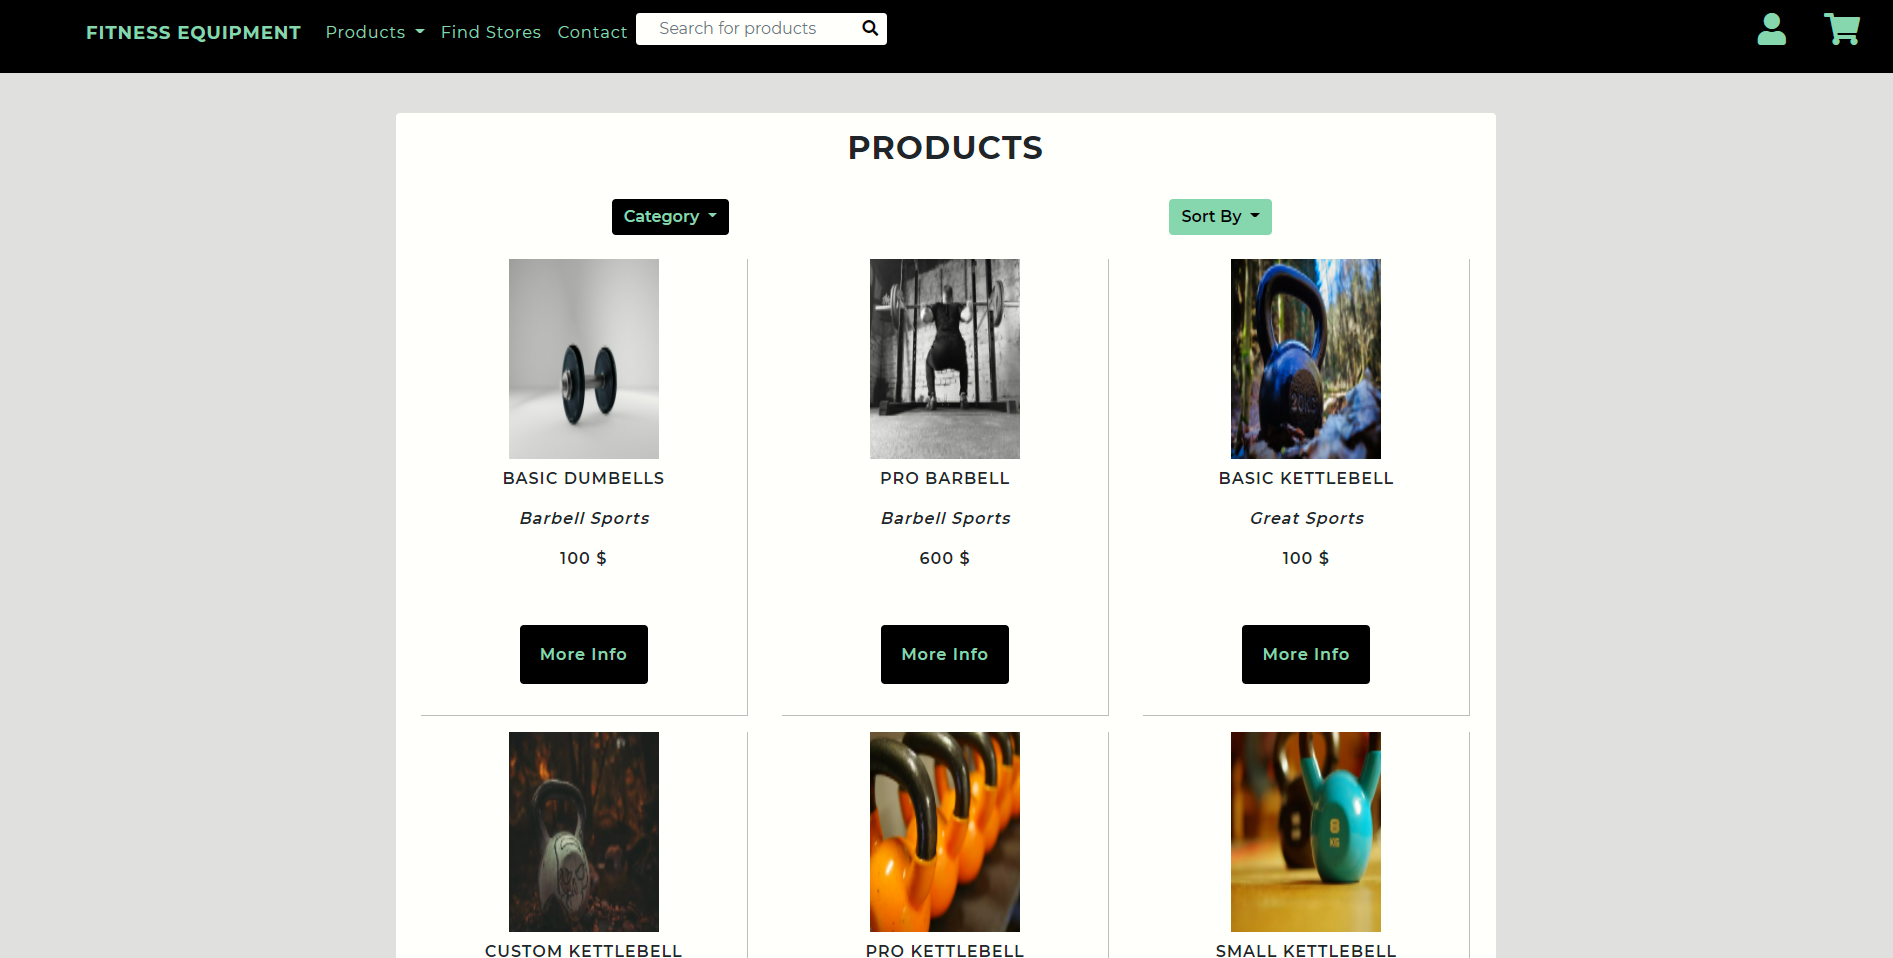 FITNESS EQUIPMENT Products Find Stores Contact Search for products
PRODUCTS
Category Sort By
BASIC DUMBELLS PRO BARBELL BASIC KETTLEBELL
Barbell Sports Barbell Sports Great Sports
100 $ 600 $ 100 $
More Info More Info More Info
8
KG
CUSTOM KETTLEBELL PRO KETTLEBELL SMALL KETTLEBELL